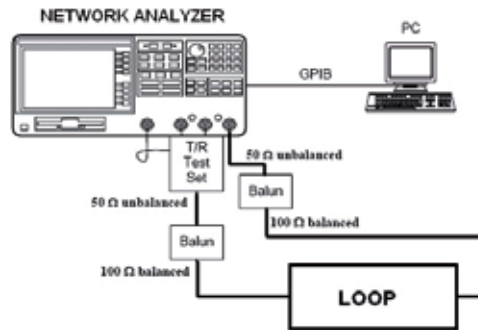 NETWORK ANALYZER
PC
GPIB
T/R
Test
Set
50 Ω unbalanced
Balun
100 Ω balanced
50 Ω unbalanced
Balun
100 Ω balanced
LOOP